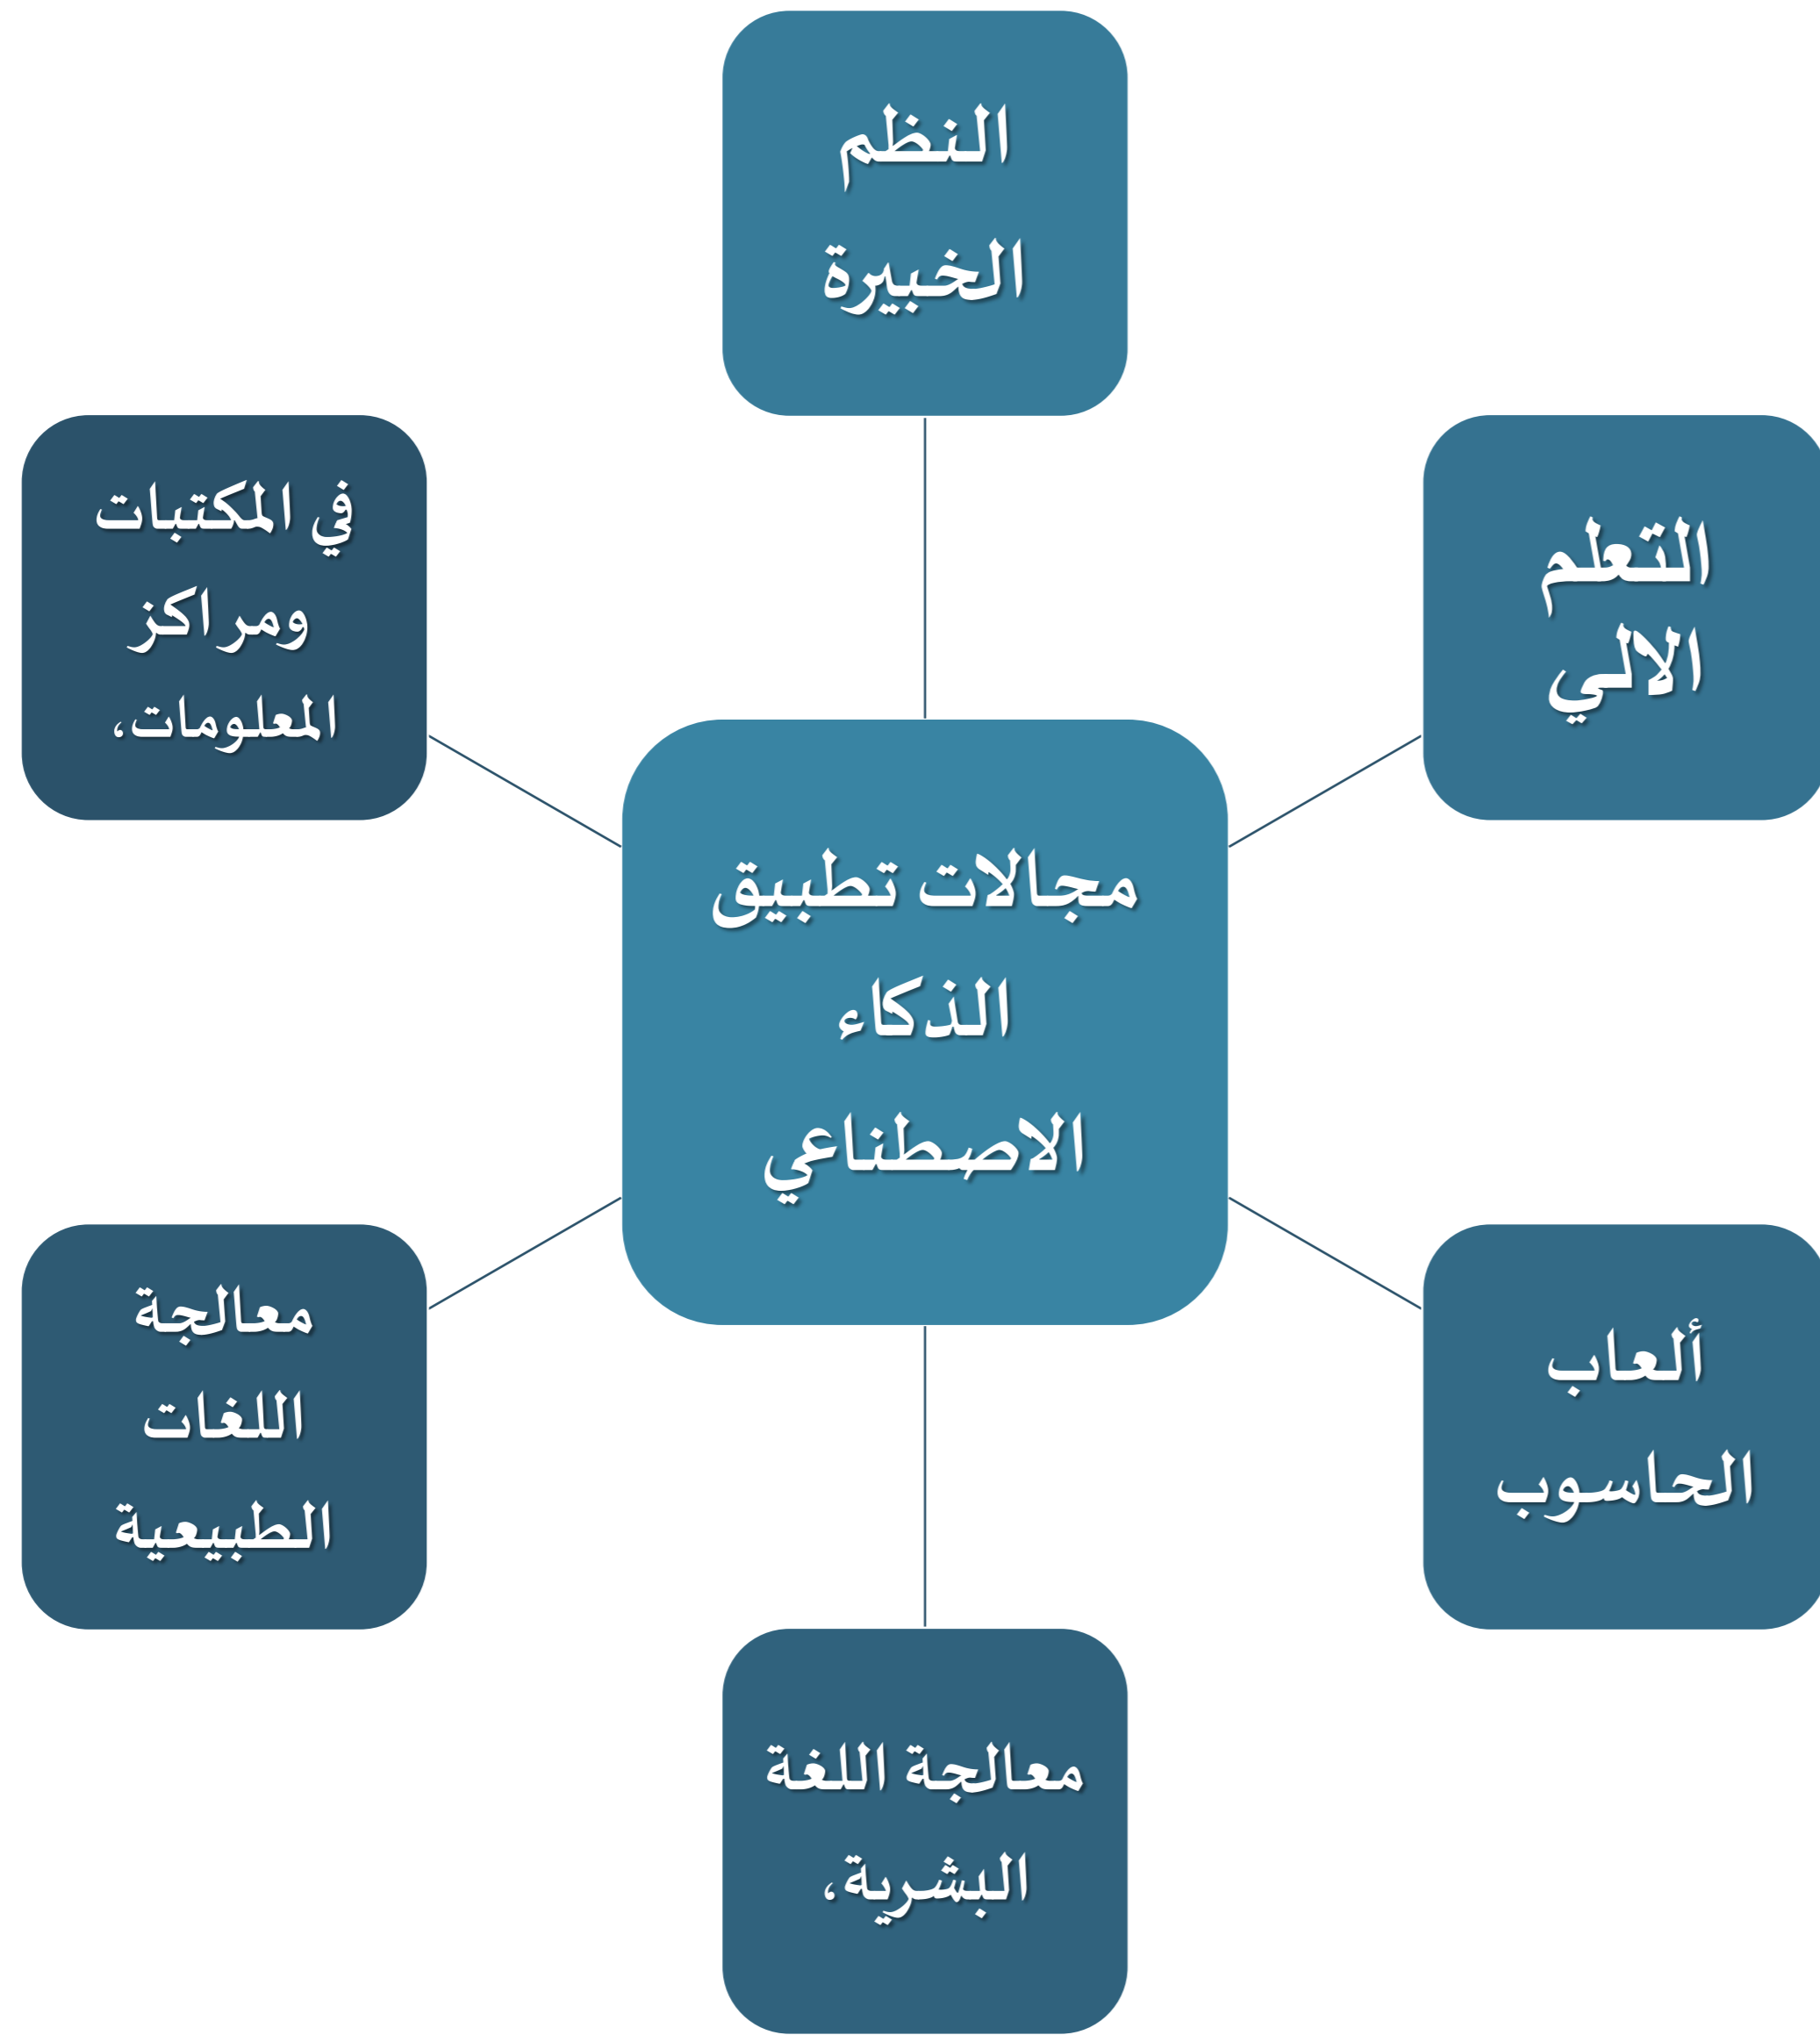 النظم
الخبيرة
التعلم
الالي
في المكتبات
ومراكز
المعلومات،
مجالات تطبيق
الذكاء
الاصطناعي
ألعاب
الحاسوب
معالجة
اللغات
الطبيعية
معالجة اللغة
البشرية،